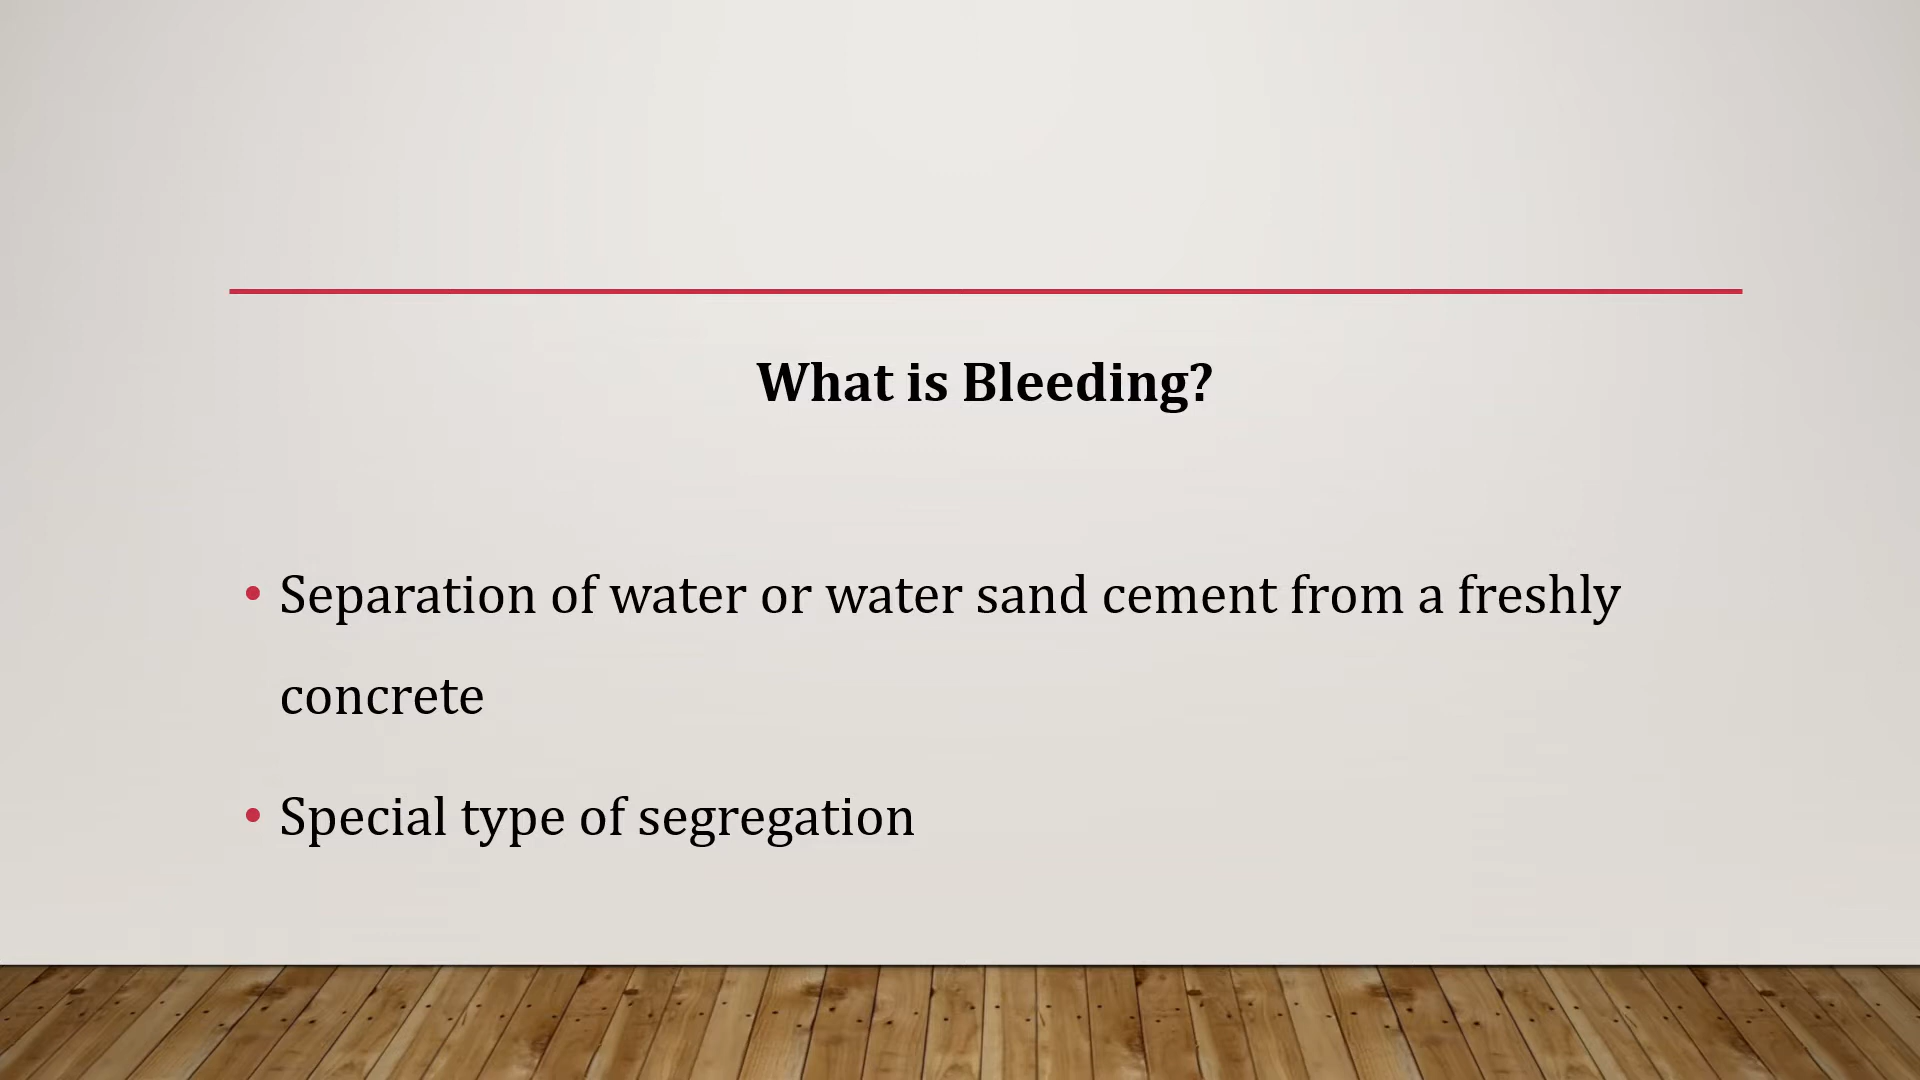 What is Bleeding?
• Separation of water or water sand cement from a freshly
concrete
• Special type of segregation